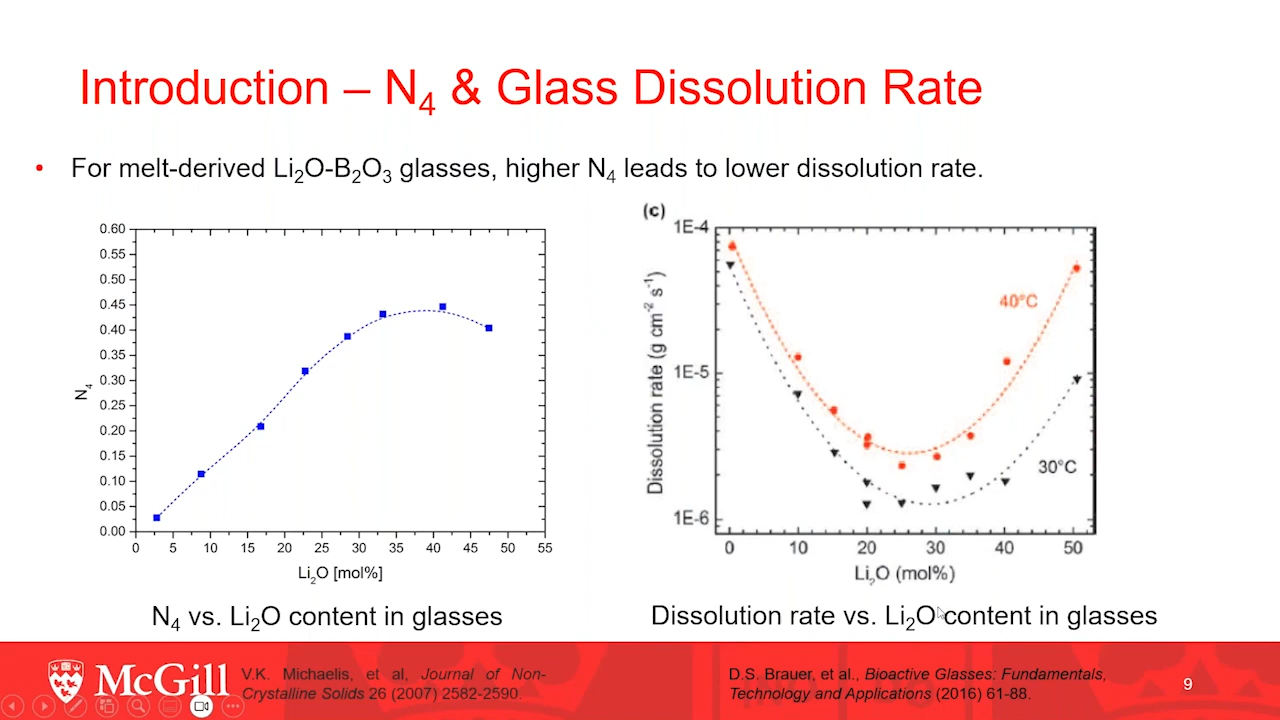 Introduction – N₄ & Glass Dissolution Rate
• For melt-derived Li₂O-B₂O₃ glasses, higher N₄ leads to lower dissolution rate.
0.60
0.55
0.50
0.45
0.40
0.35
0.30
0.25
0.20
0.15
0.10
0.05
0.00
N₄
0 5 10 15 20 25 30 35 40 45 50 55
Li₂O [mol%]
N₄ vs. Li₂O content in glasses
(c)
1E-4
1E-5
1E-6
Dissolution rate (g cm⁻² s⁻¹)
40°C
30°C
0 10 20 30 40 50
Li₂O (mol%)
Dissolution rate vs. Li₂O content in glasses
McGill
V.K. Michaelis, et al, Journal of Non-
Crystalline Solids 26 (2007) 2582-2590.
D.S. Brauer, et al., Bioactive Glasses: Fundamentals,
Technology and Applications (2016) 61-88.
9